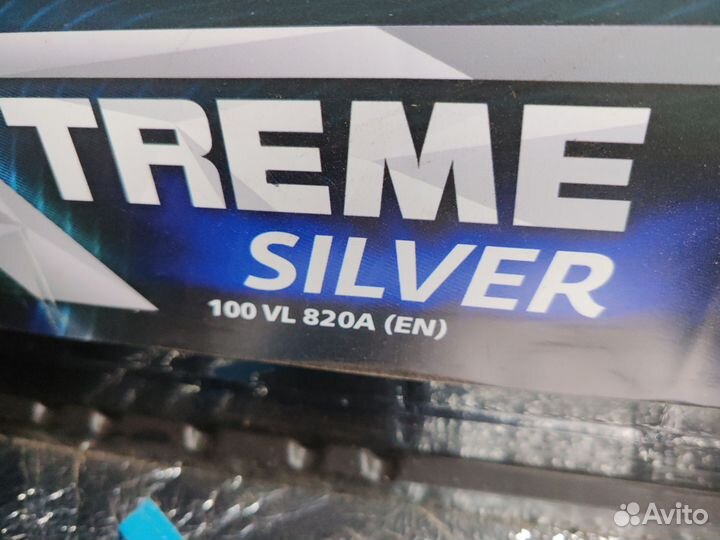 TREME
SILVER
100 VL 820A (EN)
Avito